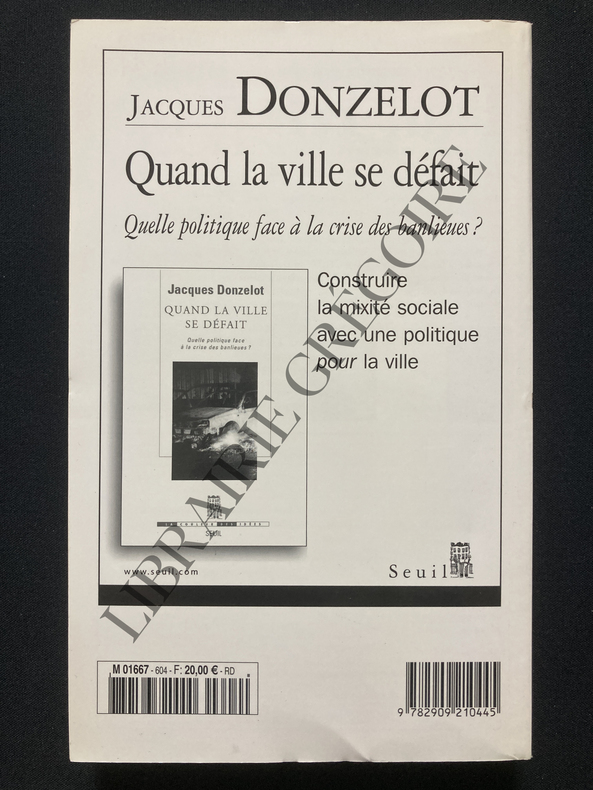 JACQUES DONZELOT
Quand la ville se défait
Quelle politique face à la crise des banlieues ?
Jacques Donzelot
QUAND LA VILLE
SE DÉFAIT
Quelle politique face
à la crise des banlieues ?
SEUIL
Construire
la mixité sociale
avec une politique
pour la ville
www.seuil.com
Seuil
M 01667 - 604 - F: 20,00 € - RD
9 782909 210445
LIBRAIRIE GRÉGOIRE